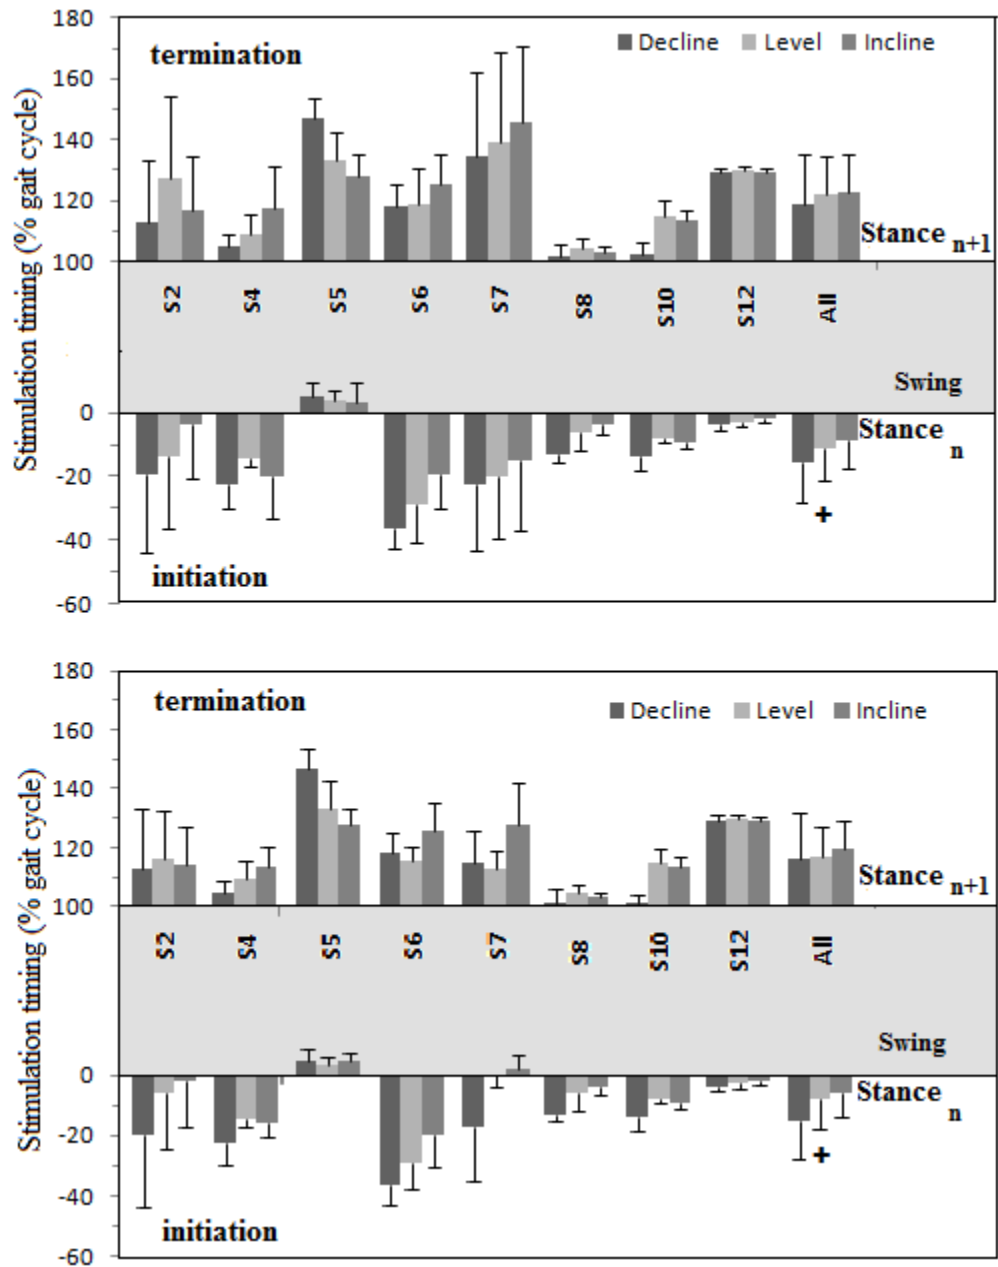 180
termination
Decline Level Incline
160
140
120
Stance n+1
100
S2 S4 S5 S6 S7 S8 S10 S12 All
Swing
0
Stance n
-20
-40
+
initiation
-60
Stimulation timing (% gait cycle)
180
termination
Decline Level Incline
160
140
120
Stance n+1
100
S2 S4 S5 S6 S7 S8 S10 S12 All
Swing
0
Stance n
-20
+
-40
initiation
-60
Stimulation timing (% gait cycle)